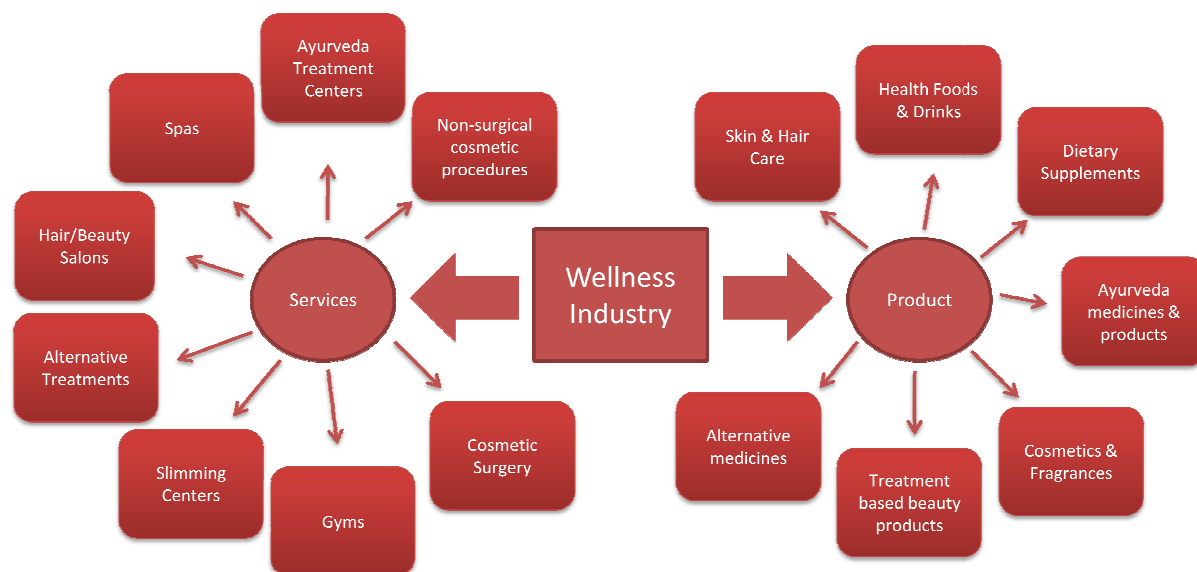 Ayurveda
Treatment
Centers
Spas
Non-surgical
cosmetic
procedures
Hair/Beauty
Salons
Services
Alternative
Treatments
Slimming
Centers
Gyms
Cosmetic
Surgery
Wellness
Industry
Health Foods
& Drinks
Skin & Hair
Care
Dietary
Supplements
Product
Ayurveda
medicines &
products
Alternative
medicines
Treatment
based beauty
products
Cosmetics &
Fragrances